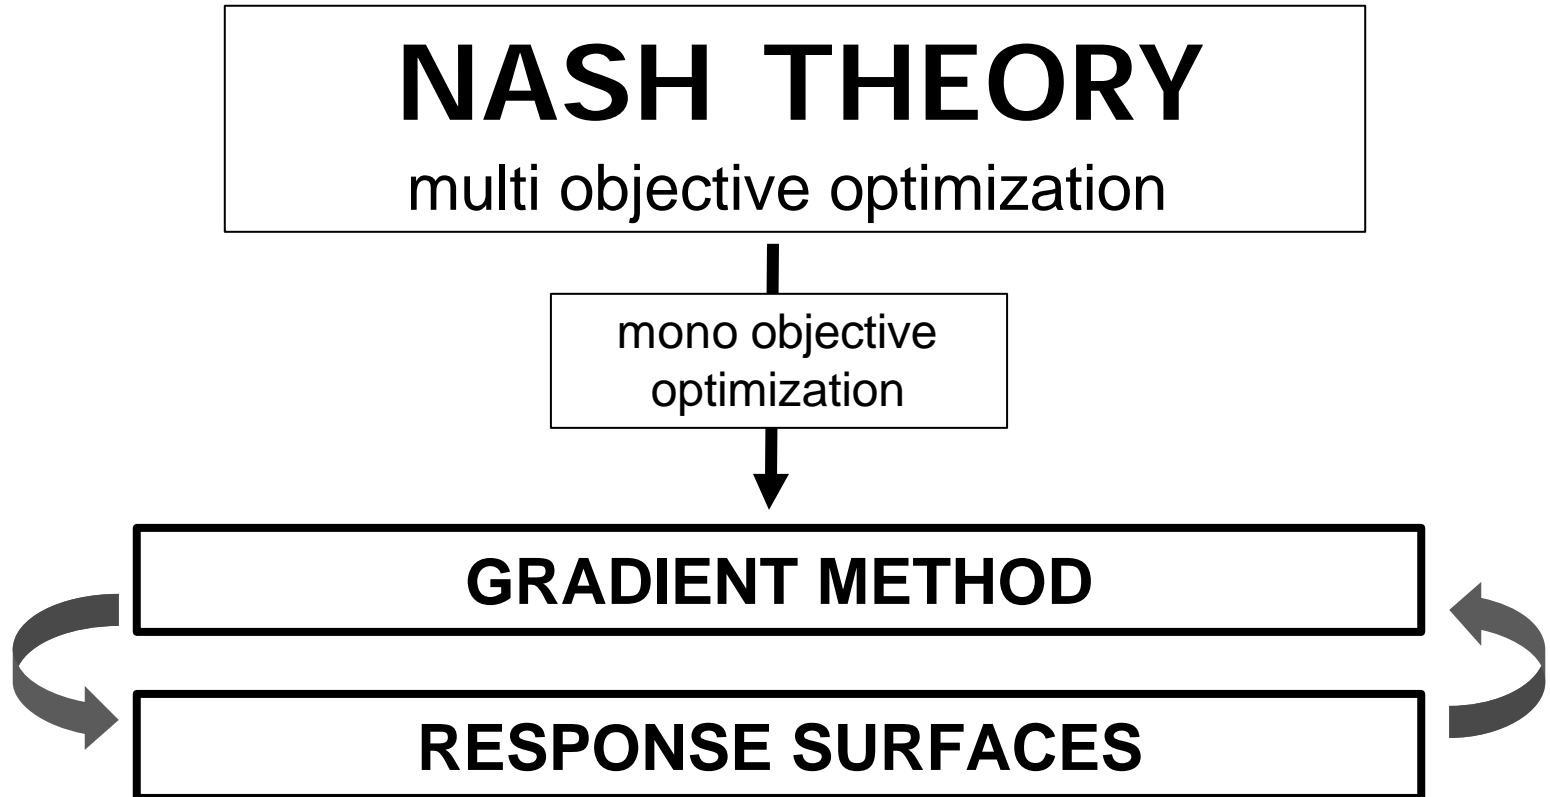 NASH THEORY
multi objective optimization
mono objective
optimization
GRADIENT METHOD
RESPONSE SURFACES